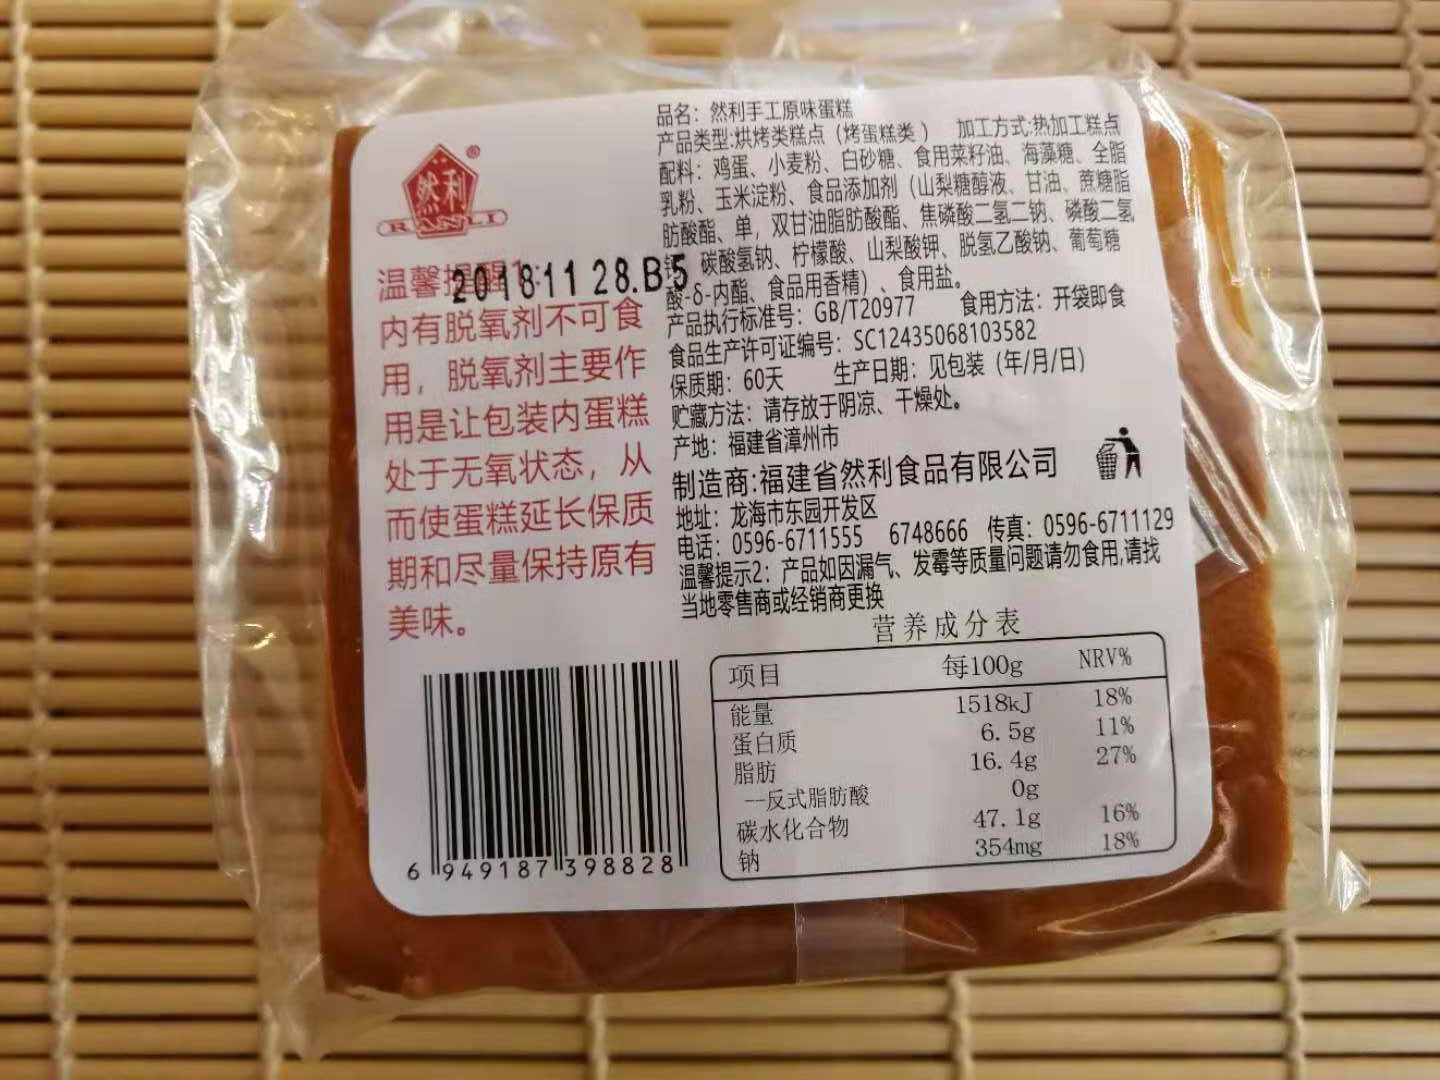 然利
®
RANLI
温馨提醒1:
20181128.B5
内有脱氧剂不可食
用，脱氧剂主要作
用是让包装内蛋糕
处于无氧状态，从
而使蛋糕延长保质
期和尽量保持原有
美味。
6 949187 398828
品名：然利手工原味蛋糕
产品类型:烘烤类糕点（烤蛋糕类） 加工方式:热加工糕点
配料：鸡蛋、小麦粉、白砂糖、食用菜籽油、海藻糖、全脂
乳粉、玉米淀粉、食品添加剂（山梨糖醇液、甘油、蔗糖脂
肪酸酯、单，双甘油脂肪酸酯、焦磷酸二氢二钠、磷酸二氢
碳酸氢钠、柠檬酸、山梨酸钾、脱氢乙酸钠、葡萄糖
酸-δ-内酯、食品用香精）、食用盐。
产品执行标准号：GB/T20977 食用方法：开袋即食
食品生产许可证编号：SC12435068103582
保质期：60天 生产日期：见包装（年/月/日）
贮藏方法：请存放于阴凉、干燥处。
产地：福建省漳州市
制造商:福建省然利食品有限公司
地址：龙海市东园开发区
电话：0596-6711555 6748666 传真：0596-6711129
温馨提示2：产品如因漏气、发霉等质量问题请勿食用,请找
当地零售商或经销商更换
营养成分表
项目 每100g NRV%
能量 1518kJ 18%
蛋白质 6.5g 11%
脂肪 16.4g 27%
--反式脂肪酸 0g
碳水化合物 47.1g 16%
钠 354mg 18%